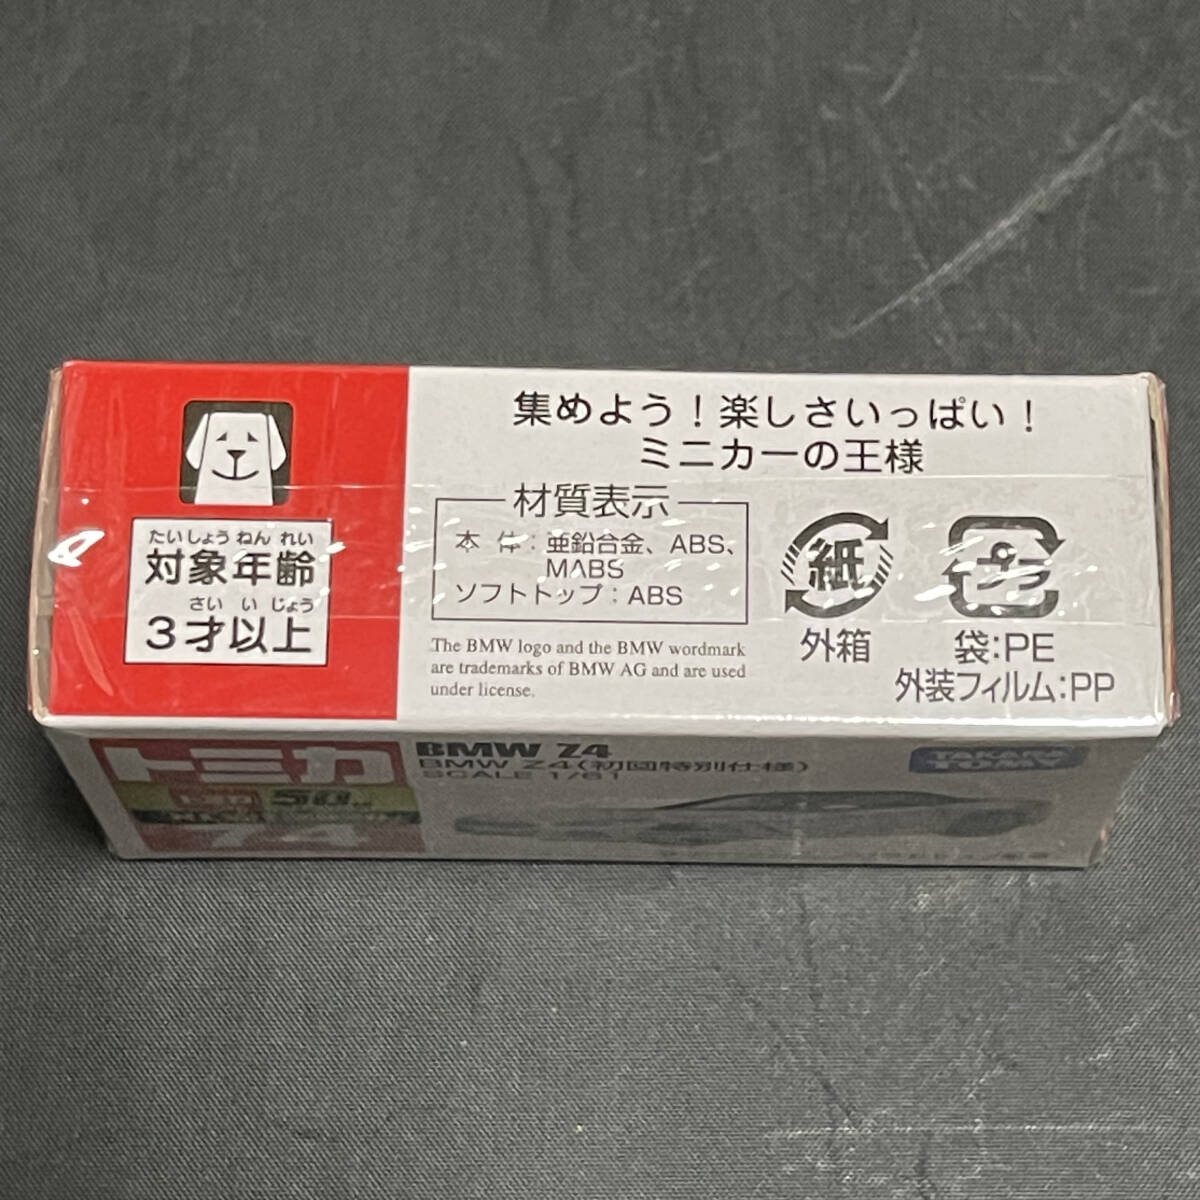 たいしょう ねん れい
対象年齢
さい い じょう
3才以上
集めよう！楽しさいっぱい！
ミニカーの王様
材質表示
本 体：亜鉛合金、ABS、
MABS
ソフトトップ：ABS
The BMW logo and the BMW wordmark
are trademarks of BMW AG and are used
under license.
紙
外箱
プラ
袋：PE
外装フィルム：PP
トミカ
74
BMW Z4
BMW Z4(初回特別仕様)
SCALE 1/61
TAKARA
TOMY